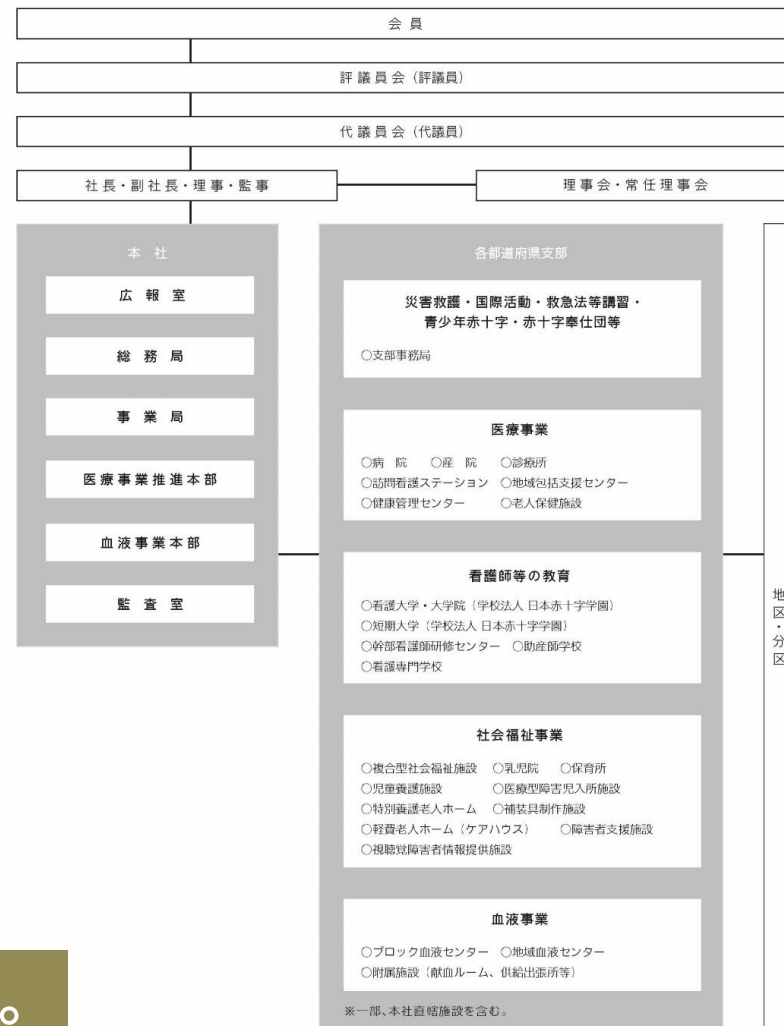 会 員
評 議 員 会（評議員）
代 議 員 会（代議員）
社 長・副 社 長・理 事・監 事
理 事 会・常 任 理 事 会
本 社
広 報 室
総 務 局
事 業 局
医 療 事 業 推 進 本 部
血 液 事 業 本 部
監 査 室
各都道府県支部
災害救護・国際活動・救急法等講習・
青少年赤十字・赤十字奉仕団等
○支部事務局
医療事業
○病 院 ○産 院 ○診療所
○訪問看護ステーション ○地域包括支援センター
○健康管理センター ○老人保健施設
看護師等の教育
○看護大学・大学院（学校法人 日本赤十字学園）
○短期大学（学校法人 日本赤十字学園）
○幹部看護師研修センター ○助産師学校
○看護専門学校
社会福祉事業
○複合型社会福祉施設 ○乳児院 ○保育所
○児童養護施設 ○医療型障害児入所施設
○特別養護老人ホーム ○補装具制作施設
○軽費老人ホーム（ケアハウス） ○障害者支援施設
○視聴覚障害者情報提供施設
血液事業
○ブロック血液センター ○地域血液センター
○附属施設（献血ルーム、供給出張所等）
※一部、本社直轄施設を含む。
地区・分区